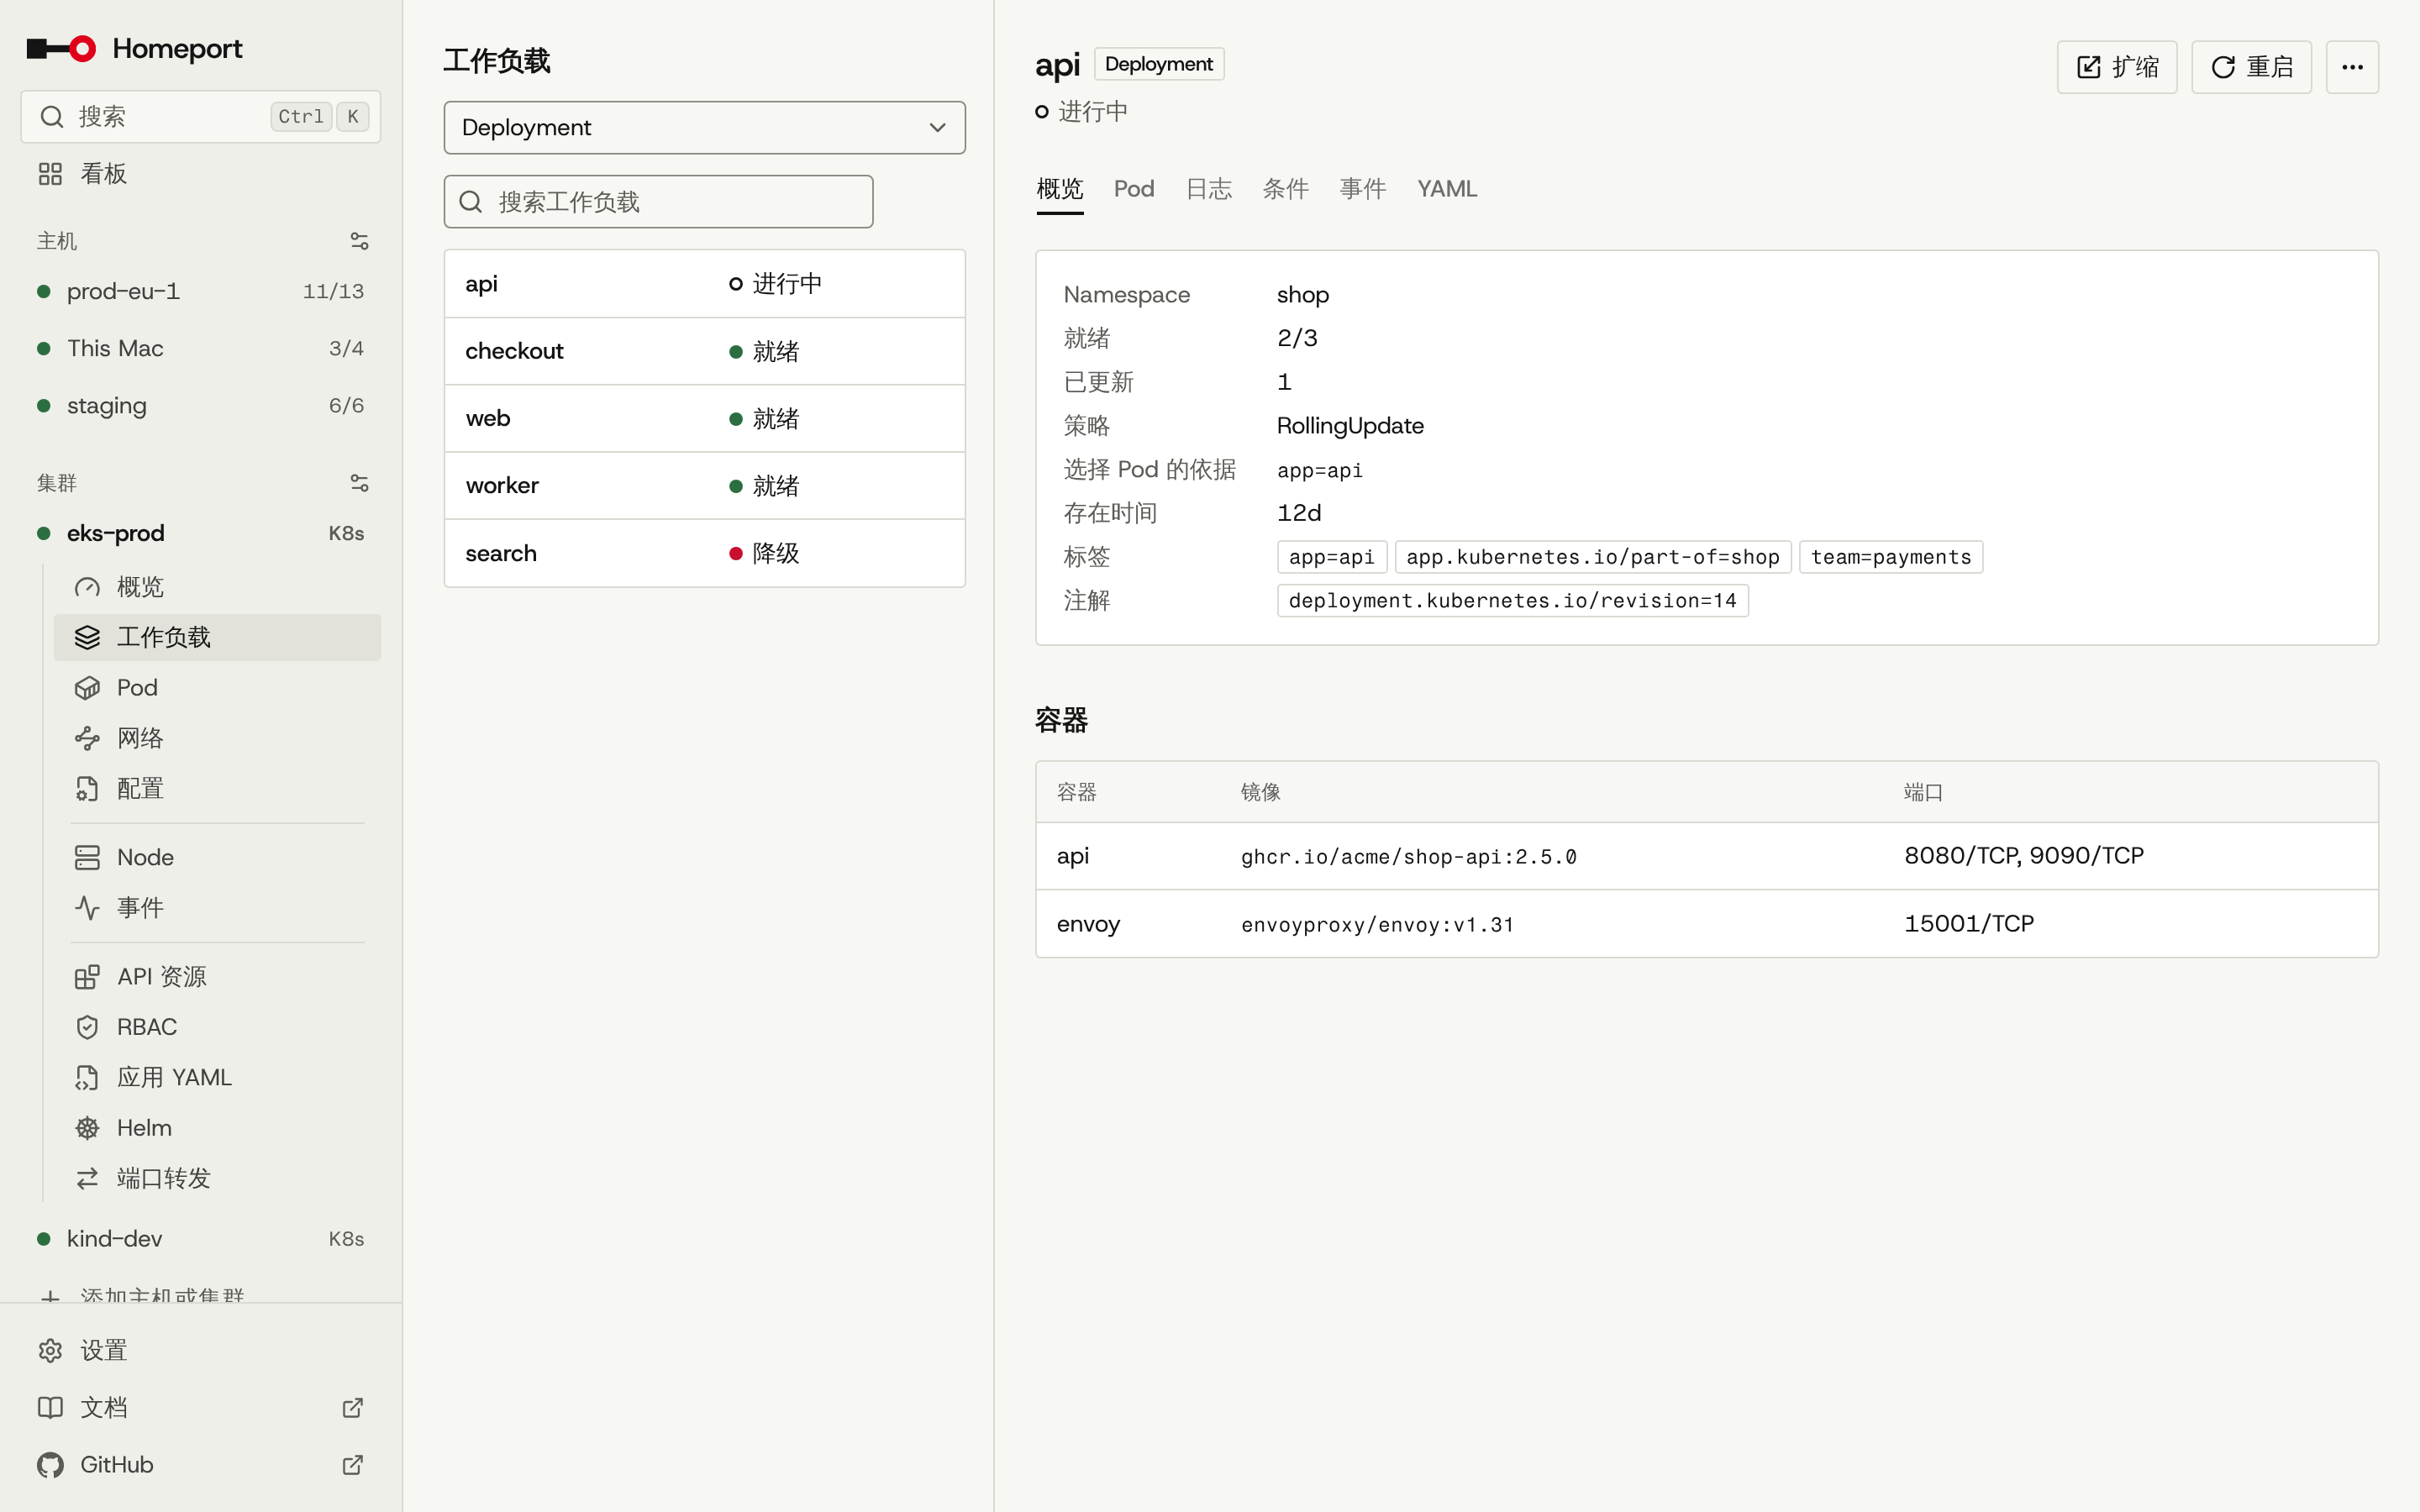 Homeport
搜索 Ctrl K
看板
主机
prod-eu-1 11/13
This Mac 3/4
staging 6/6
集群
eks-prod K8s
概览
工作负载
Pod
网络
配置
Node
事件
API 资源
RBAC
应用 YAML
Helm
端口转发
kind-dev K8s
添加主机或集群
设置
文档
GitHub
工作负载
Deployment
搜索工作负载
api 进行中
checkout 就绪
web 就绪
worker 就绪
search 降级
api Deployment
进行中
扩缩 重启
概览 Pod 日志 条件 事件 YAML
Namespace shop
就绪 2/3
已更新 1
策略 RollingUpdate
选择 Pod 的依据 app=api
存在时间 12d
标签 app=api app.kubernetes.io/part-of=shop team=payments
注解 deployment.kubernetes.io/revision=14
容器
容器 镜像 端口
api ghcr.io/acme/shop-api:2.5.0 8080/TCP, 9090/TCP
envoy envoyproxy/envoy:v1.31 15001/TCP